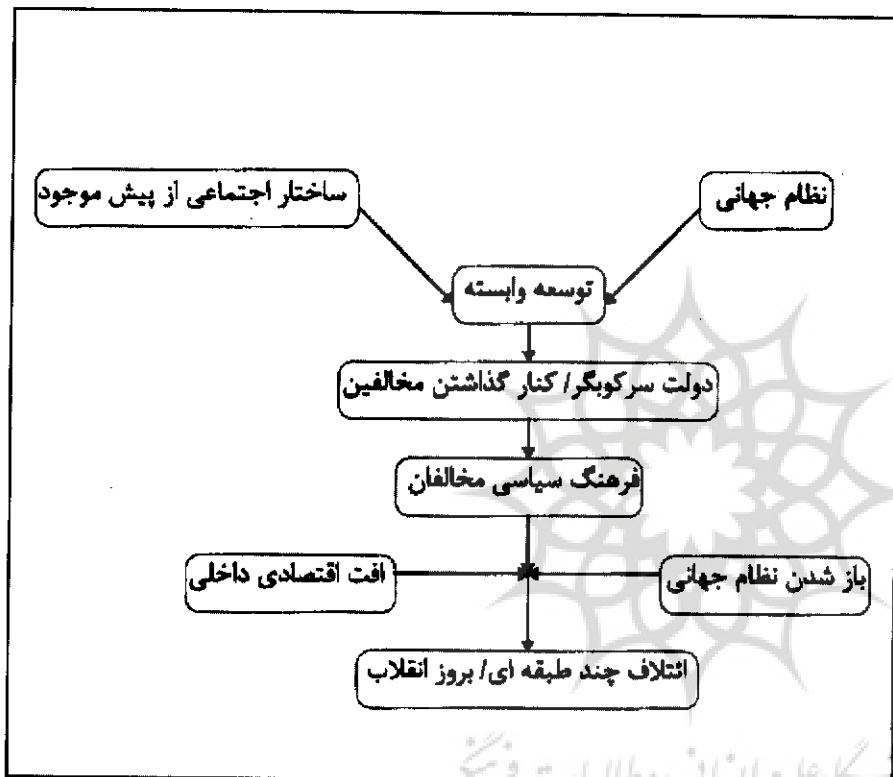 نظام جهانی
ساختار اجتماعی از پیش موجود
توسعه وابسته
دولت سرکوبگر/ کنار گذاشتن مخالفین
فرهنگ سیاسی مخالفان
باز شدن نظام جهانی
افت اقتصادی داخلی
ائتلاف چند طبقه ای/ بروز انقلاب